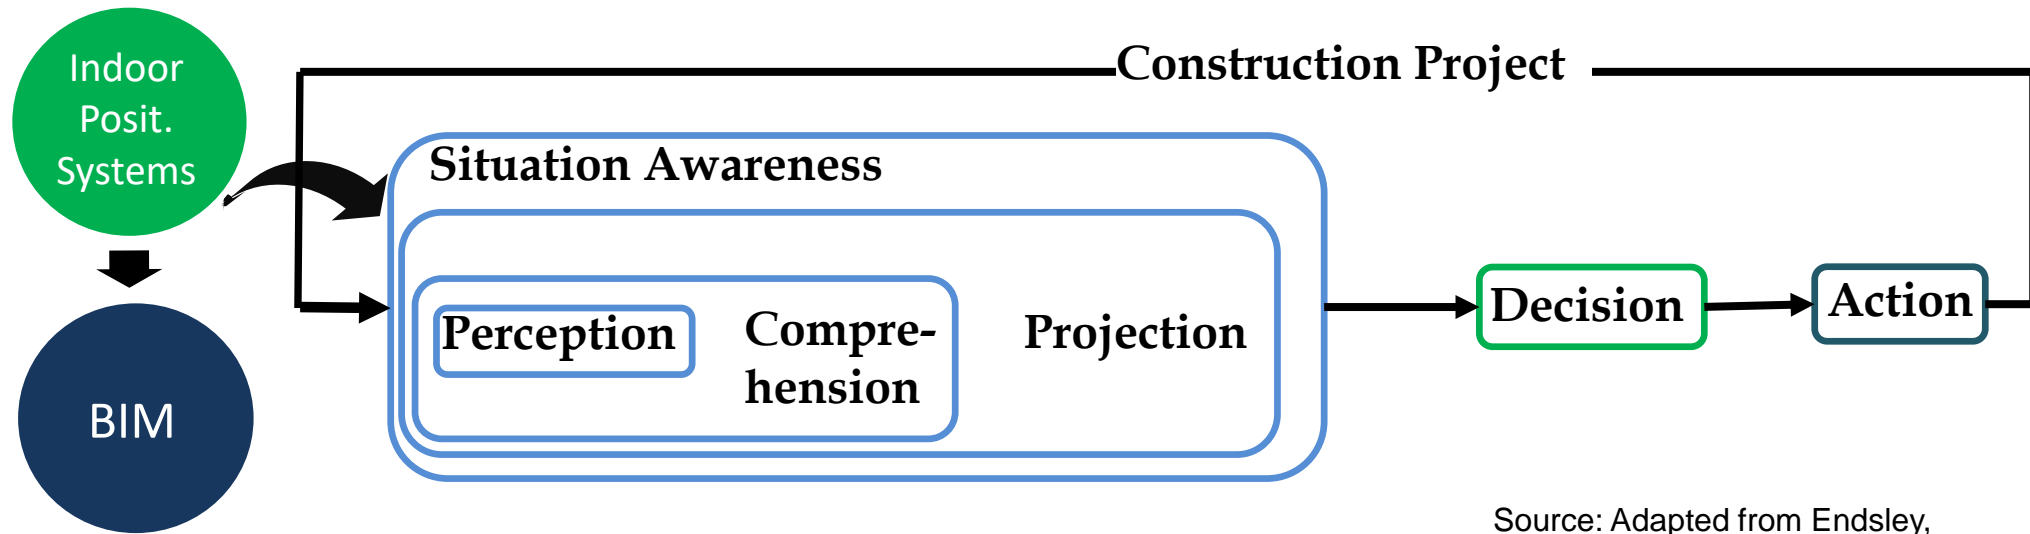 Indoor
Posit.
Systems
BIM
Construction Project
Situation Awareness
Perception
Compre-
hension
Projection
Decision
Action
Source: Adapted from Endsley,